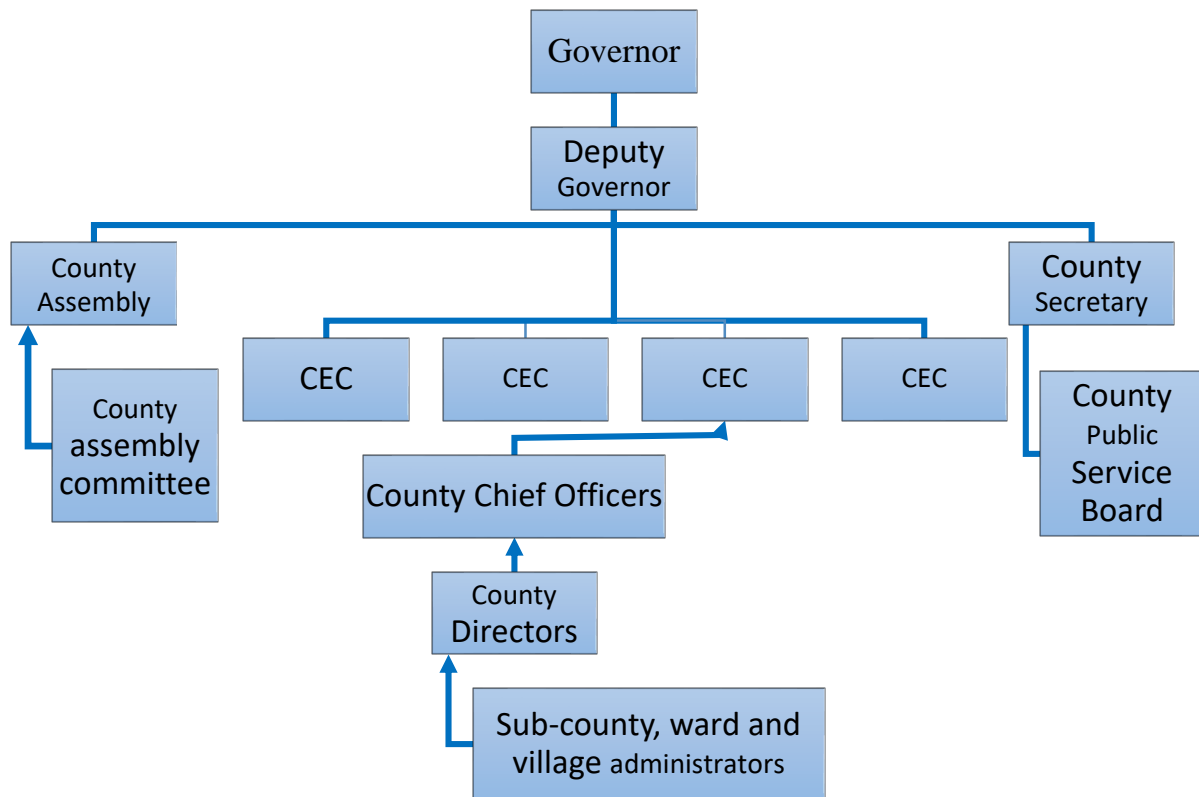 Governor
Deputy
Governor
County
Assembly
County
Secretary
CEC
CEC
CEC
CEC
County
assembly
committee
County
Public
Service
Board
County Chief Officers
County
Directors
Sub-county, ward and
village administrators